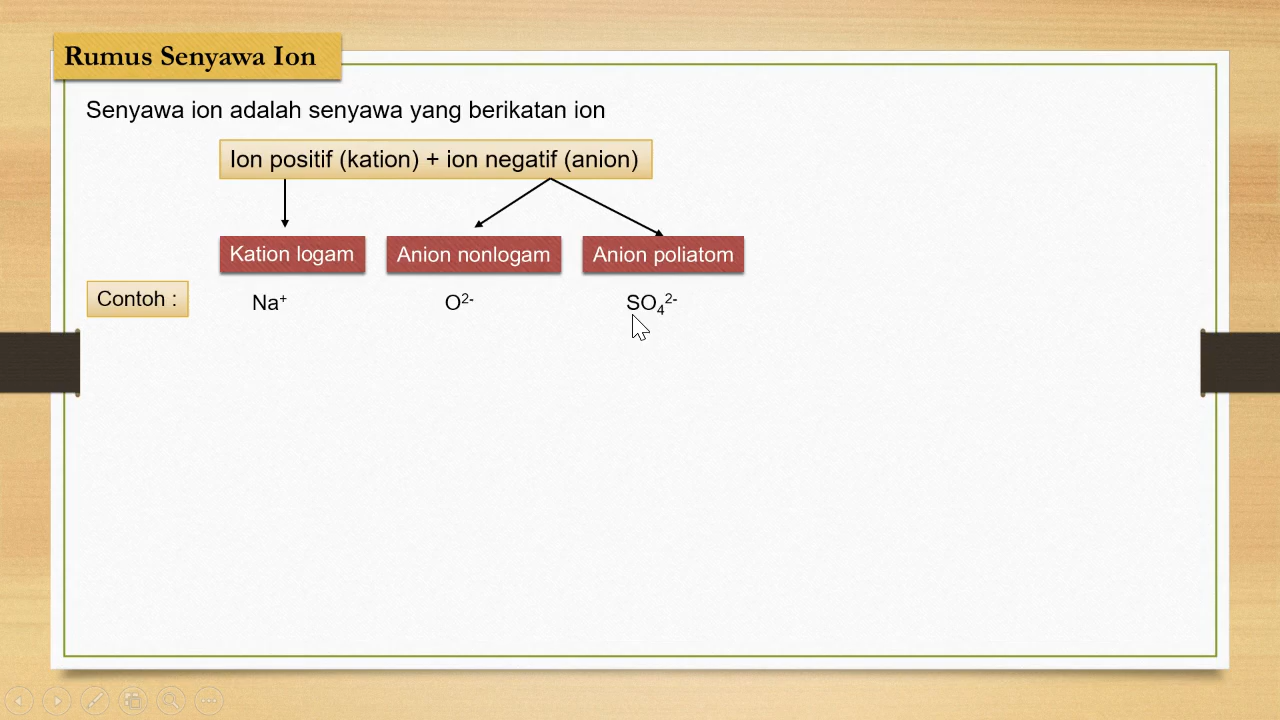 Rumus Senyawa Ion
Senyawa ion adalah senyawa yang berikatan ion
Ion positif (kation) + ion negatif (anion)
Kation logam Anion nonlogam Anion poliatom
Contoh : Na⁺ O²⁻ SO₄²⁻